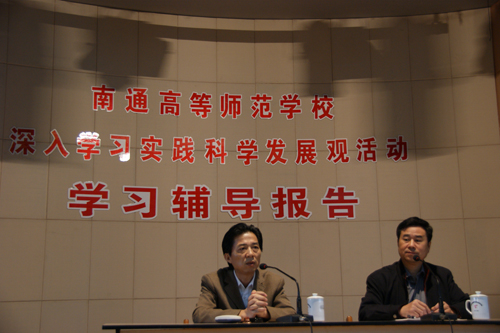 南通高等师范学校
深入学习实践科学发展观活动
学习辅导报告